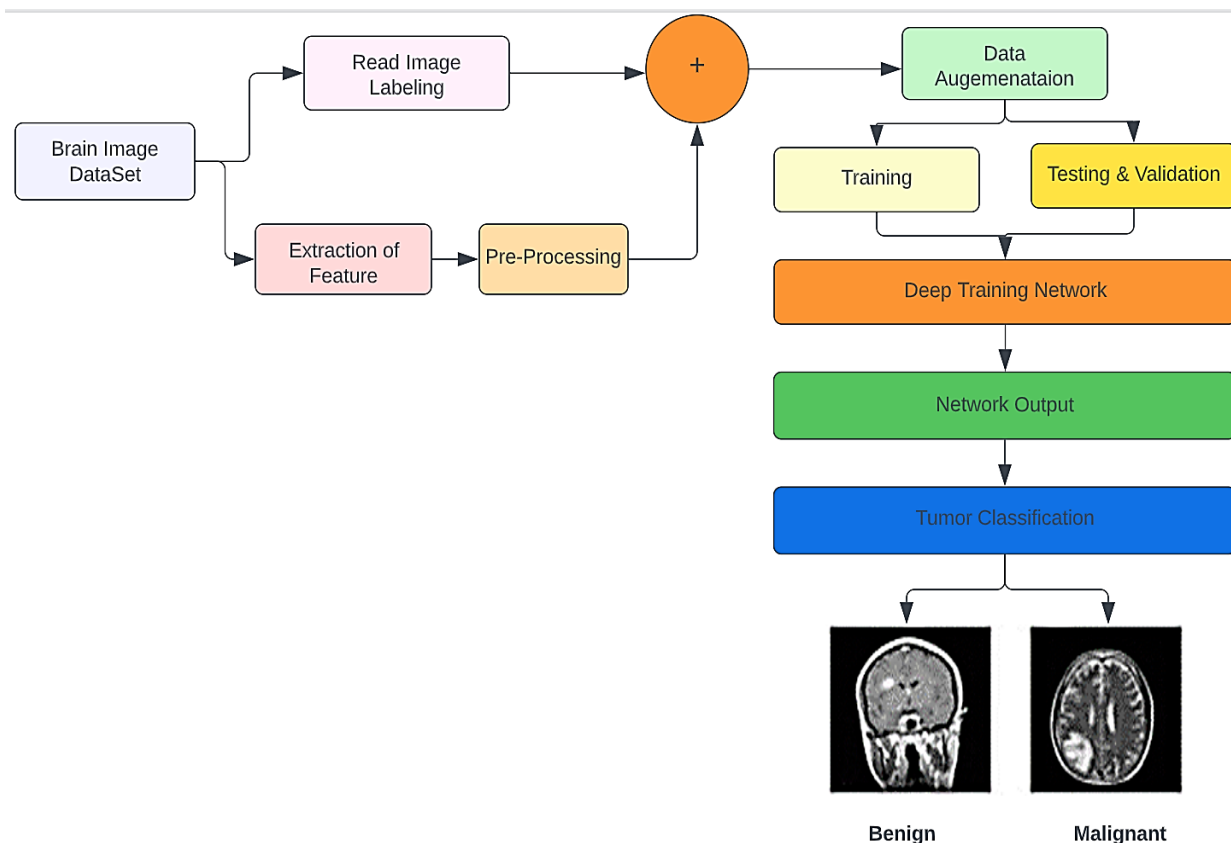 Read Image
Labeling
+
Data
Augemenataion
Brain Image
DataSet
Training
Testing & Validation
Extraction of
Feature
Pre-Processing
Deep Training Network
Network Output
Tumor Classification
Benign
Malignant